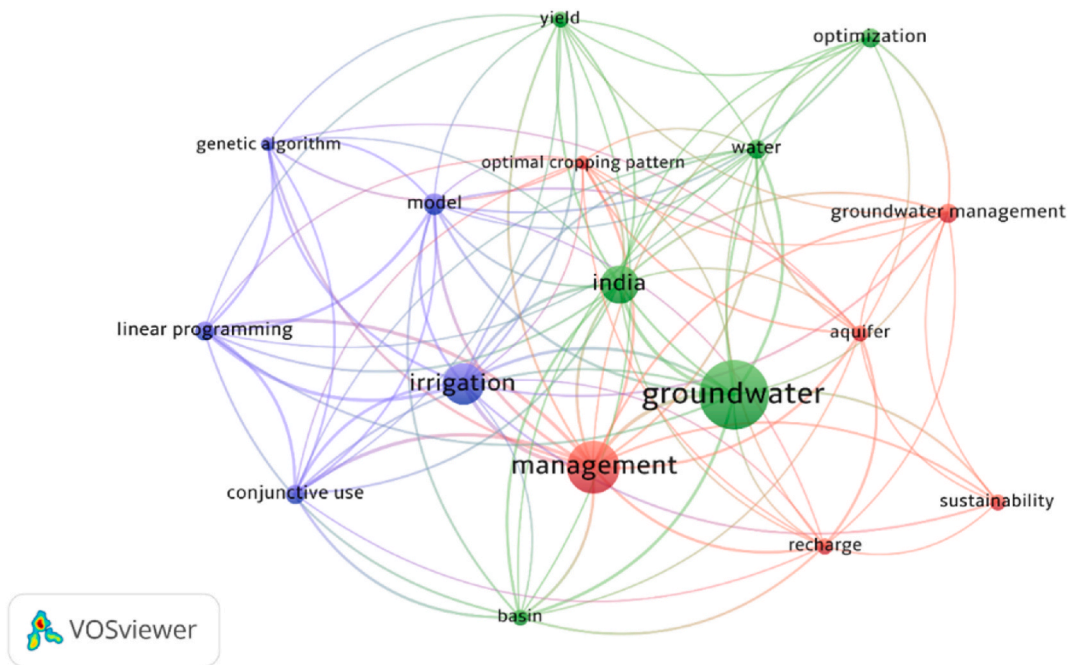 yield
optimization
genetic algorithm
water
optimal cropping pattern
model
groundwater management
india
linear programming
aquifer
irrigation
groundwater
management
conjunctive use
sustainability
recharge
basin
VOSviewer